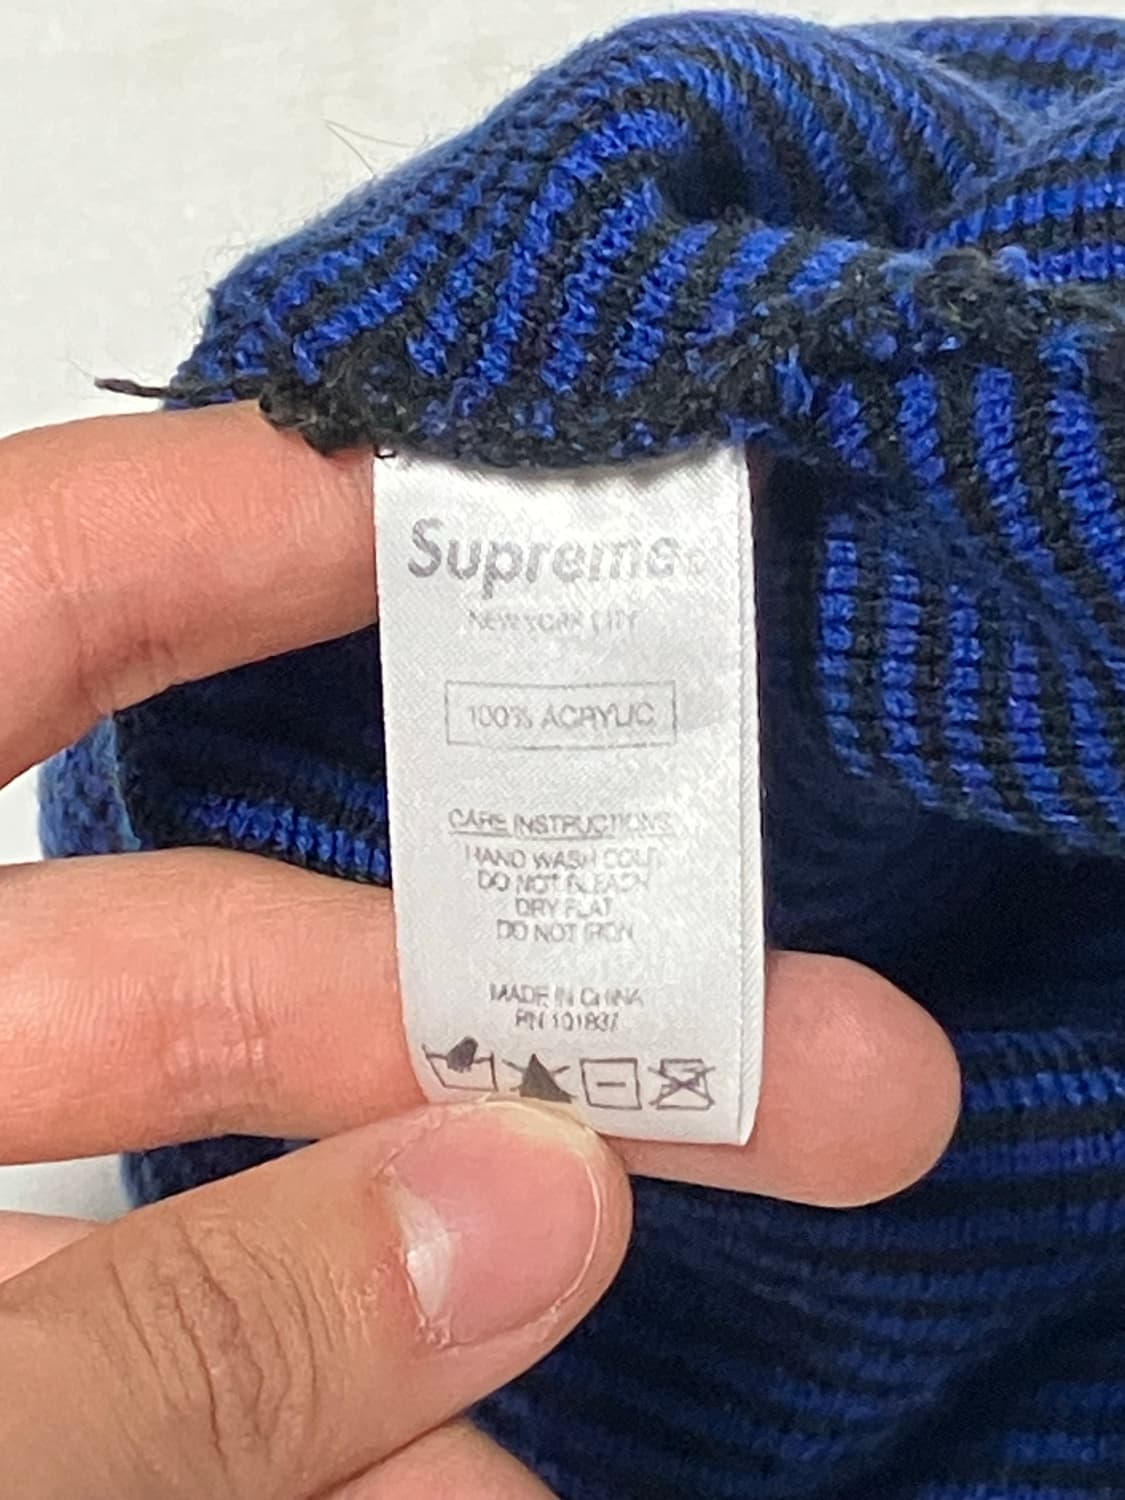 Supreme®
NEW YORK CITY
100% ACRYLIC
CARE INSTRUCTIONS
HAND WASH COLD
DO NOT BLEACH
DRY FLAT
DO NOT IRON
MADE IN CHINA
RN 101837